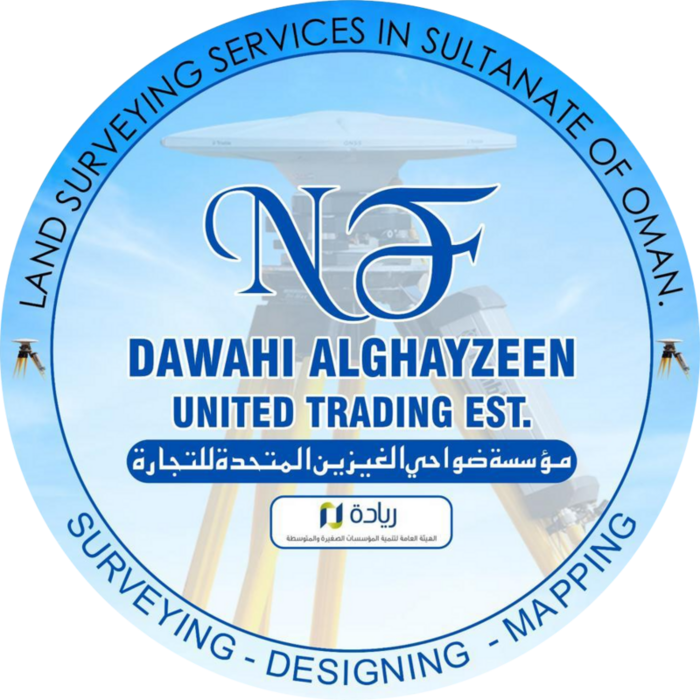 LAND SURVEYING SERVICES IN SULTANATE OF OMAN.
NF
DAWAHI ALGHAYZEEN
UNITED TRADING EST.
مؤسسة ضواحي الغيزين المتحدة للتجارة
ريادة
الهيئة العامة لتنمية المؤسسات الصغيرة والمتوسطة
SURVEYING - DESIGNING - MAPPING